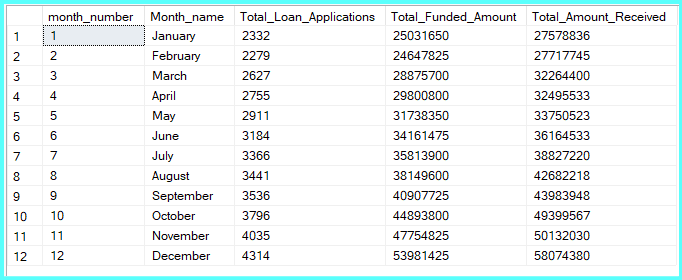 month_number Month_name Total_Loan_Applications Total_Funded_Amount Total_Amount_Received
1 1 January 2332 25031650 27578836
2 2 February 2279 24647825 27717745
3 3 March 2627 28875700 32264400
4 4 April 2755 29800800 32495533
5 5 May 2911 31738350 33750523
6 6 June 3184 34161475 36164533
7 7 July 3366 35813900 38827220
8 8 August 3441 38149600 42682218
9 9 September 3536 40907725 43983948
10 10 October 3796 44893800 49399567
11 11 November 4035 47754825 50132030
12 12 December 4314 53981425 58074380